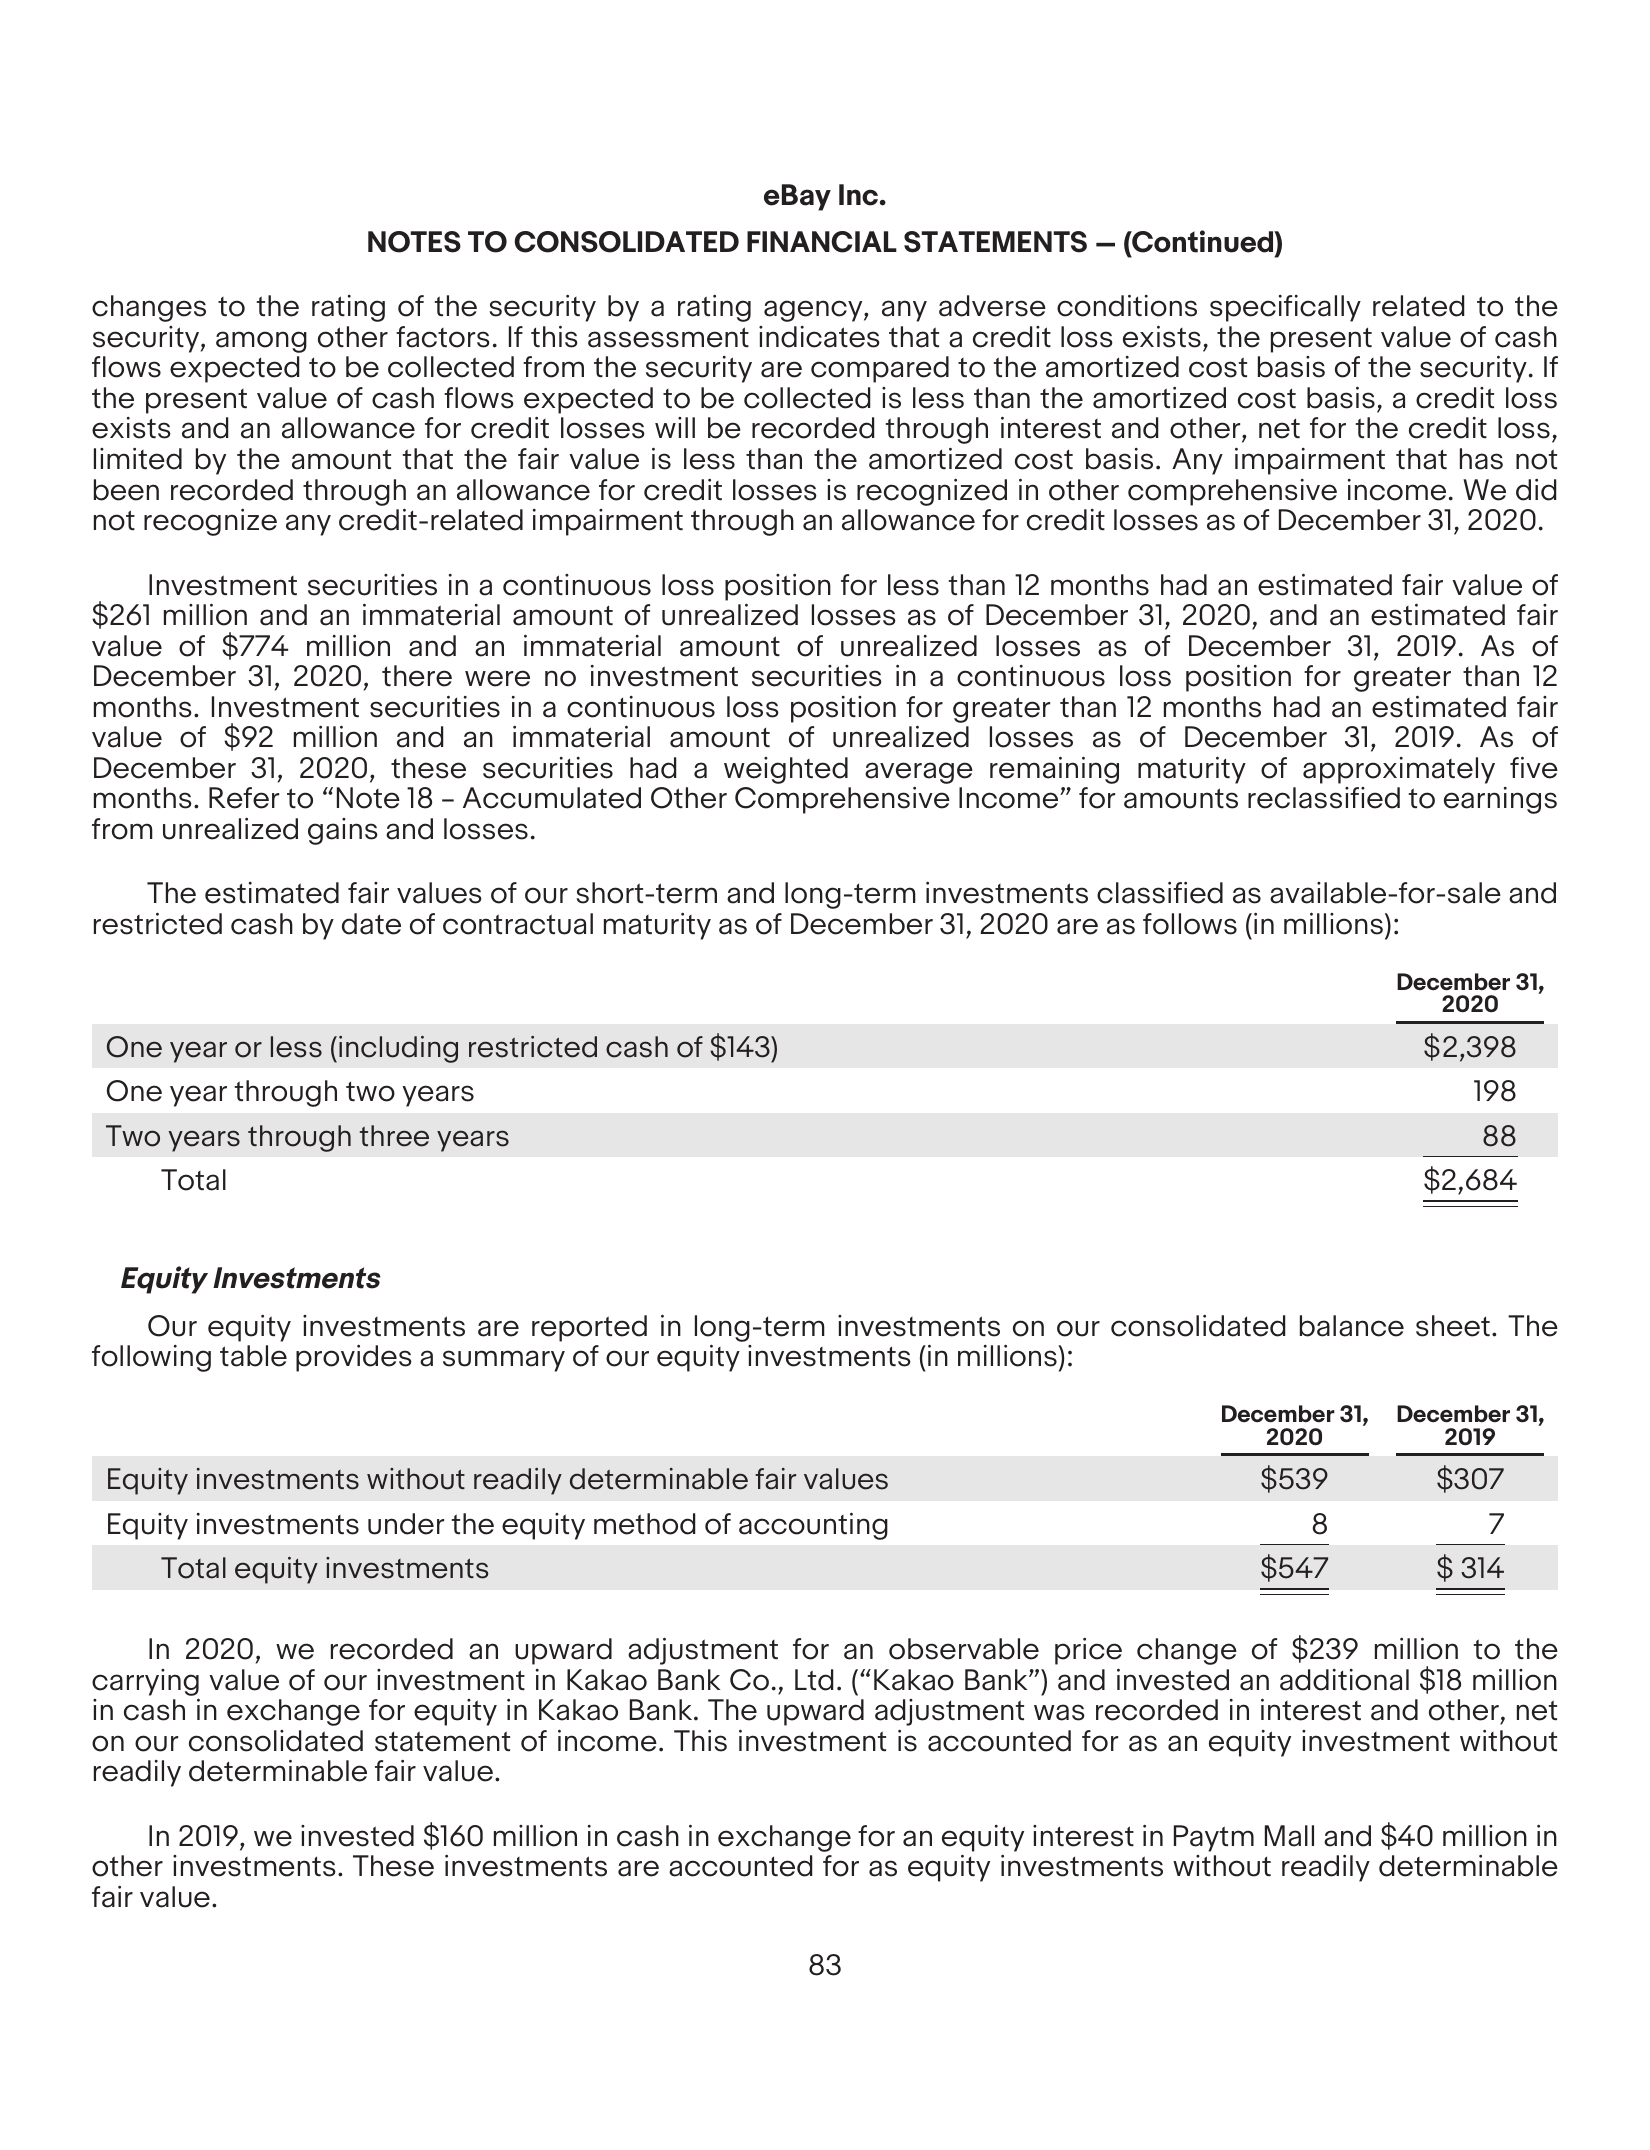 eBay Inc.
NOTES TO CONSOLIDATED FINANCIAL STATEMENTS — (Continued)
changes to the rating of the security by a rating agency, any adverse conditions specifically related to the
security, among other factors. If this assessment indicates that a credit loss exists, the present value of cash
flows expected to be collected from the security are compared to the amortized cost basis of the security. If
the present value of cash flows expected to be collected is less than the amortized cost basis, a credit loss
exists and an allowance for credit losses will be recorded through interest and other, net for the credit loss,
limited by the amount that the fair value is less than the amortized cost basis. Any impairment that has not
been recorded through an allowance for credit losses is recognized in other comprehensive income. We did
not recognize any credit-related impairment through an allowance for credit losses as of December 31, 2020.
Investment securities in a continuous loss position for less than 12 months had an estimated fair value of
$261 million and an immaterial amount of unrealized losses as of December 31, 2020, and an estimated fair
value of $774 million and an immaterial amount of unrealized losses as of December 31, 2019. As of
December 31, 2020, there were no investment securities in a continuous loss position for greater than 12
months. Investment securities in a continuous loss position for greater than 12 months had an estimated fair
value of $92 million and an immaterial amount of unrealized losses as of December 31, 2019. As of
December 31, 2020, these securities had a weighted average remaining maturity of approximately five
months. Refer to “Note 18 – Accumulated Other Comprehensive Income” for amounts reclassified to earnings
from unrealized gains and losses.
The estimated fair values of our short-term and long-term investments classified as available-for-sale and
restricted cash by date of contractual maturity as of December 31, 2020 are as follows (in millions):
December 31,
2020
One year or less (including restricted cash of $143) $2,398
One year through two years 198
Two years through three years 88
Total $2,684
Equity Investments
Our equity investments are reported in long-term investments on our consolidated balance sheet. The
following table provides a summary of our equity investments (in millions):
December 31, December 31,
2020 2019
Equity investments without readily determinable fair values $539 $307
Equity investments under the equity method of accounting 8 7
Total equity investments $547 $ 314
In 2020, we recorded an upward adjustment for an observable price change of $239 million to the
carrying value of our investment in Kakao Bank Co., Ltd. (“Kakao Bank”) and invested an additional $18 million
in cash in exchange for equity in Kakao Bank. The upward adjustment was recorded in interest and other, net
on our consolidated statement of income. This investment is accounted for as an equity investment without
readily determinable fair value.
In 2019, we invested $160 million in cash in exchange for an equity interest in Paytm Mall and $40 million in
other investments. These investments are accounted for as equity investments without readily determinable
fair value.
83